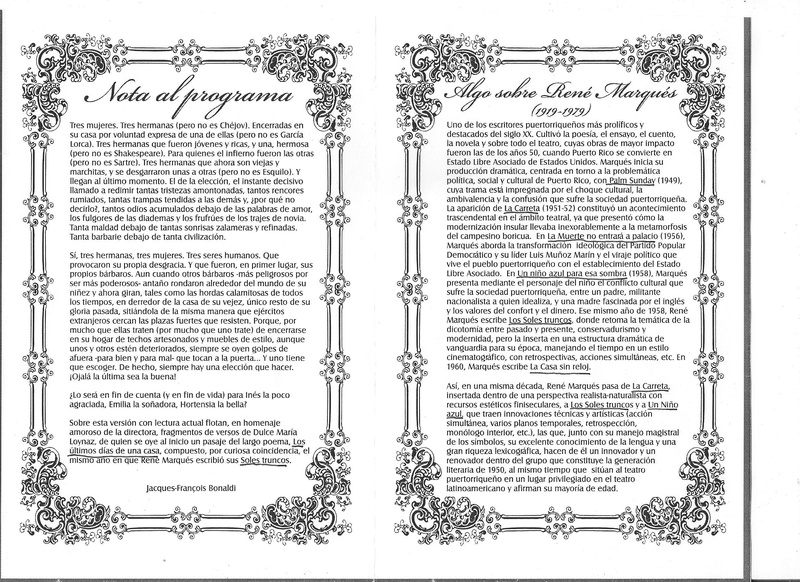 Nota al programa
Tres mujeres. Tres hermanas (pero no es Chéjov). Encerradas en
su casa por voluntad expresa de una de ellas (pero no es García
Lorca). Tres hermanas que fueron jóvenes y ricas, y una, hermosa
(pero no es Shakespeare). Para quienes el infierno fueron las otras
(pero no es Sartre). Tres hermanas que ahora son viejas y
marchitas, y se desgraron unas a otras (pero no es Esquilo). Y
llegan al último momento. El de la elección, el instante decisivo
llamado a redimir tantas tristezas amontonadas, tantos rencores
rumiados, tantas trampas tendidas a las demás y, ¿por qué no
decirlo?, tantos odios acumulados debajo de las palabras de amor,
los fulgores de las diademas y los frufrúes de los trajes de novia.
Tanta maldad debajo de tantas sonrisas zalameras y refinadas.
Tanta barbarie debajo de tanta civilización.
Sí, tres hermanas, tres mujeres. Tres seres humanos. Que
provocaron su propia desgracia. Y que fueron, en primer lugar, sus
propios bárbaros. Aun cuando otros bárbaros -más peligrosos por
ser más poderosos- antaño rondaron alrededor del mundo de su
niñez y ahora giran, tales como las hordas calamitosas de todos
los tiempos, en derredor de la casa de su vejez, único resto de su
gloria pasada, sitiándola de la misma manera que ejércitos
extranjeros cercan las plazas fuertes que resisten. Porque, por
mucho que ellas traten (por mucho que uno trate) de encerrarse
en su hogar de techos artesonados y muebles de estilo, aunque
unos y otros estén deteriorados, siempre se oyen golpes de
afuera -para bien y para mal- que tocan a la puerta... Y uno tiene
que escoger. De hecho, siempre hay una elección que hacer.
¡Ojalá la última sea la buena!
¿Lo será en fin de cuenta (y en fin de vida) para Inés la poco
agraciada, Emilia la soñadora, Hortensia la bella?
Sobre esta versión con lectura actual flotan, en homenaje
amoroso de la directora, fragmentos de versos de Dulce María
Loynaz, de quien se oye al inicio un pasaje del largo poema, Los
últimos días de una casa, compuesto, por curiosa coincidencia, el
mismo año en que René Marqués escribió sus Soles truncos.
Jacques-François Bonaldi
Algo sobre René Marqués
(1919-1979)
Uno de los escritores puertorriqueños más prolíficos y
destacados del siglo XX. Cultivó la poesía, el ensayo, el cuento,
la novela y sobre todo el teatro, cuyas obras de mayor impacto
fueron las de los años 50, cuando Puerto Rico se convierte en
Estado Libre Asociado de Estados Unidos. Marqués inicia su
producción dramática, centrada en torno a la problemática
política, social y cultural de Puerto Rico, con Palm Sunday (1949),
cuya trama está impregnada por el choque cultural, la
ambivalencia y la confusión que sufre la sociedad puertorriqueña.
La aparición de La Carreta (1951-52) constituyó un acontecimiento
trascendental en el ámbito teatral, ya que presentó cómo la
modernización insular llevaba inexorablemente a la metamorfosis
del campesino boricua. En La Muerte no entrará a palacio (1956),
Marqués aborda la transformación ideológica del Partido Popular
Democrático y su líder Luis Muñoz Marín y el viraje político que
vive el pueblo puertorriqueño con el establecimiento del Estado
Libre Asociado. En Un niño azul para esa sombra (1958), Marqués
presenta mediante el personaje del niño el conflicto cultural que
sufre la sociedad puertorriqueña, entre un padre, militante
nacionalista a quien idealiza, y una madre fascinada por el inglés
y los valores del confort y el dinero. Ese mismo año de 1958, René
Marqués escribe Los Soles truncos, donde retoma la temática de la
dicotomía entre pasado y presente, conservadurismo y
modernidad, pero la inserta en una estructura dramática de
vanguardia para su época, manejando el tiempo en un estilo
cinematográfico, con retrospectivas, acciones simultáneas, etc. En
1960, Marqués escribe La Casa sin reloj.
Así, en una misma década, René Marqués pasa de La Carreta,
insertada dentro de una perspectiva realista-naturalista con
recursos estéticos finiseculares, a Los Soles truncos y a Un Niño
azul, que traen innovaciones técnicas y artísticas (acción
simultánea, varios planos temporales, retrospección,
monólogo interior, etc.), las que, junto con su manejo magistral
de los símbolos, su excelente conocimiento de la lengua y una
gran riqueza lexicográfica, hacen de él un innovador y un
renovador dentro del grupo que constituye la generación
literaria de 1950, al mismo tiempo que sitúan al teatro
puertorriqueño en un lugar privilegiado en el teatro
latinoamericano y afirman su mayoría de edad.